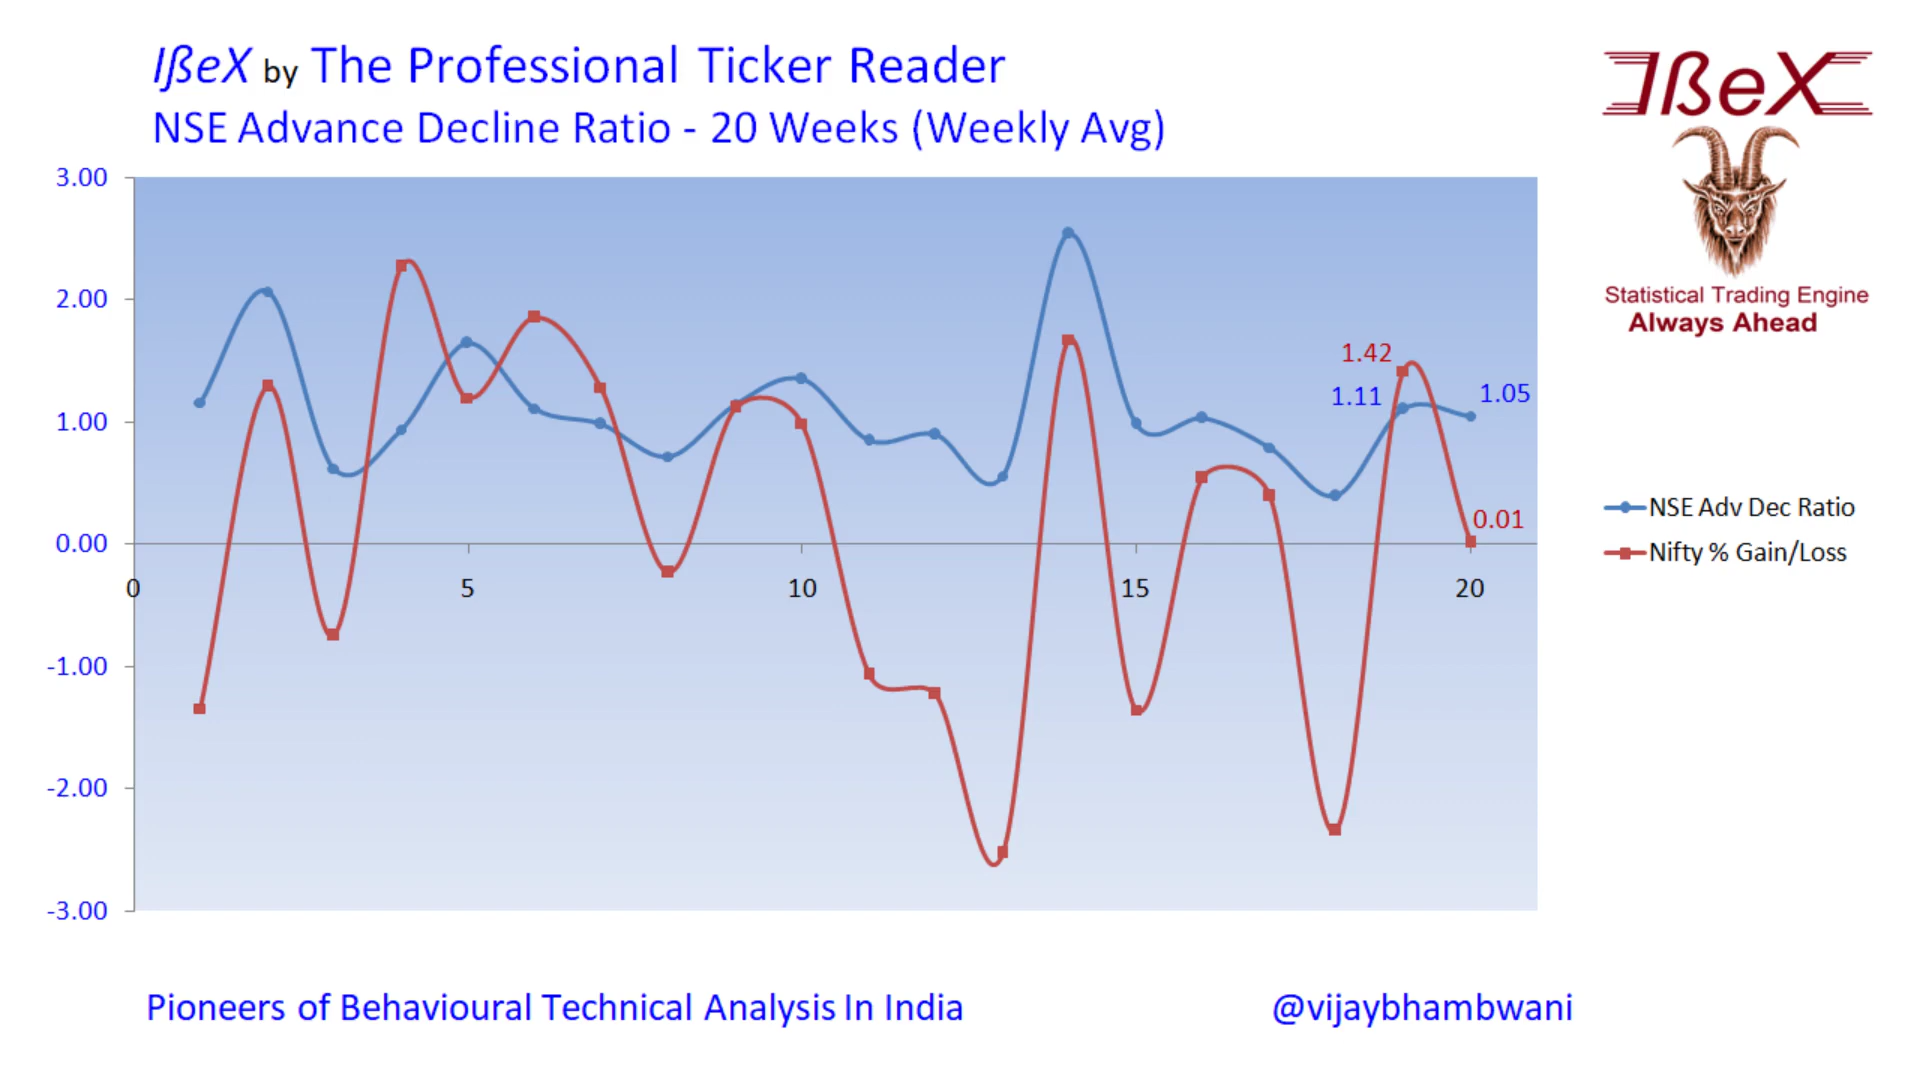 IßeX by The Professional Ticker Reader
NSE Advance Decline Ratio - 20 Weeks (Weekly Avg)
IßeX
Statistical Trading Engine
Always Ahead
3.00
2.00
1.00
0.00
-1.00
-2.00
-3.00
0
5
10
15
20
1.42
1.11
1.05
0.01
NSE Adv Dec Ratio
Nifty % Gain/Loss
Pioneers of Behavioural Technical Analysis In India
@vijaybhambwani